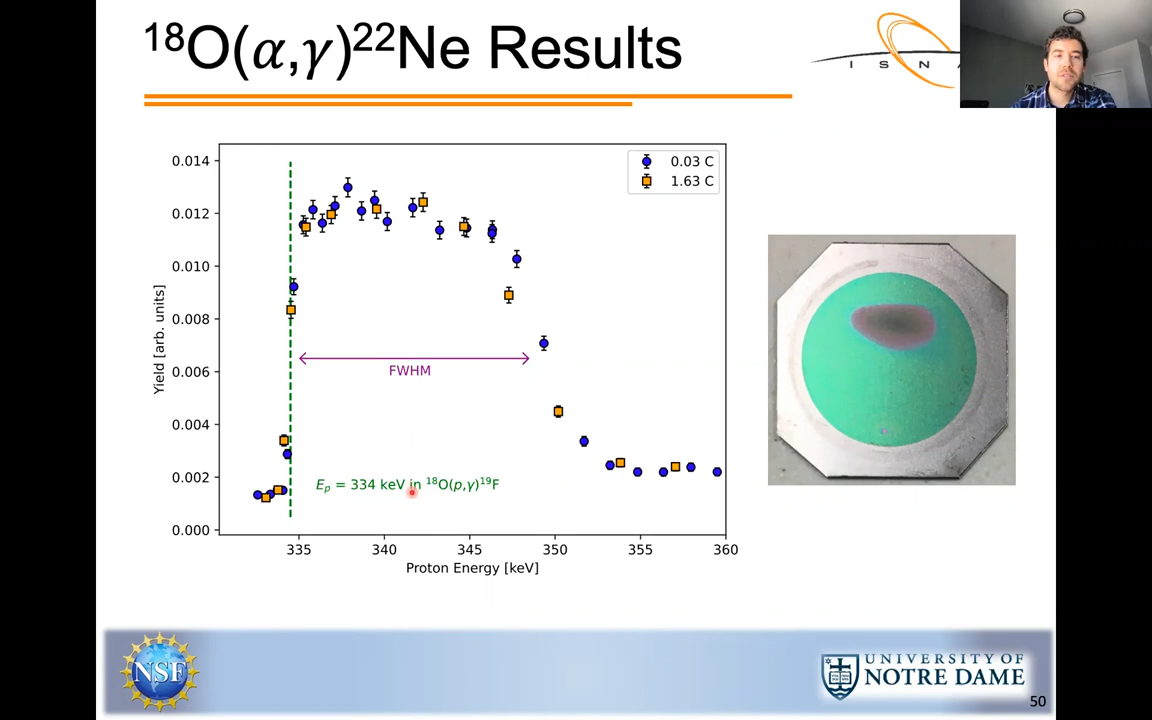 ¹⁸O(α,γ)²²Ne Results
I S N A
0.03 C
1.63 C
0.014
0.012
0.010
0.008
0.006
0.004
0.002
0.000
Yield [arb. units]
FWHM
Eₚ = 334 keV in ¹⁸O(p,γ)¹⁹F
335 340 345 350 355 360
Proton Energy [keV]
NSF
UNIVERSITY OF
NOTRE DAME
50